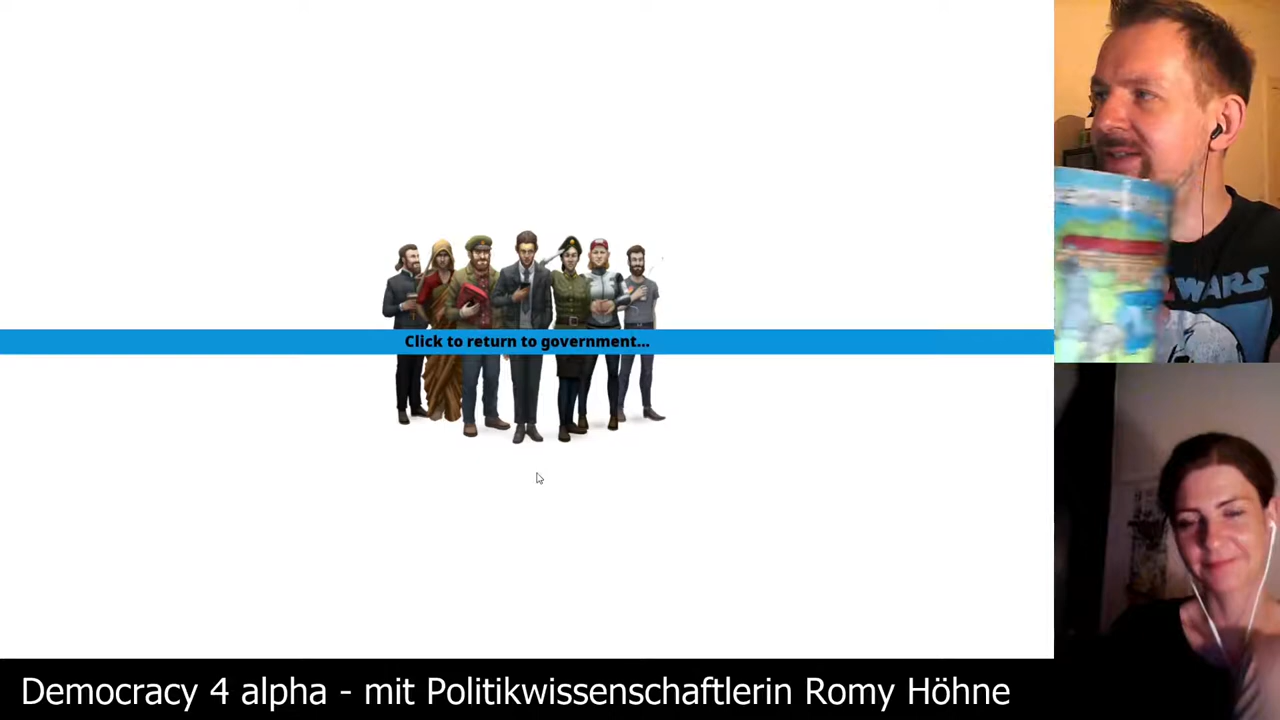 Click to return to government...
WARS
Democracy 4 alpha - mit Politikwissenschaftlerin Romy Höhne